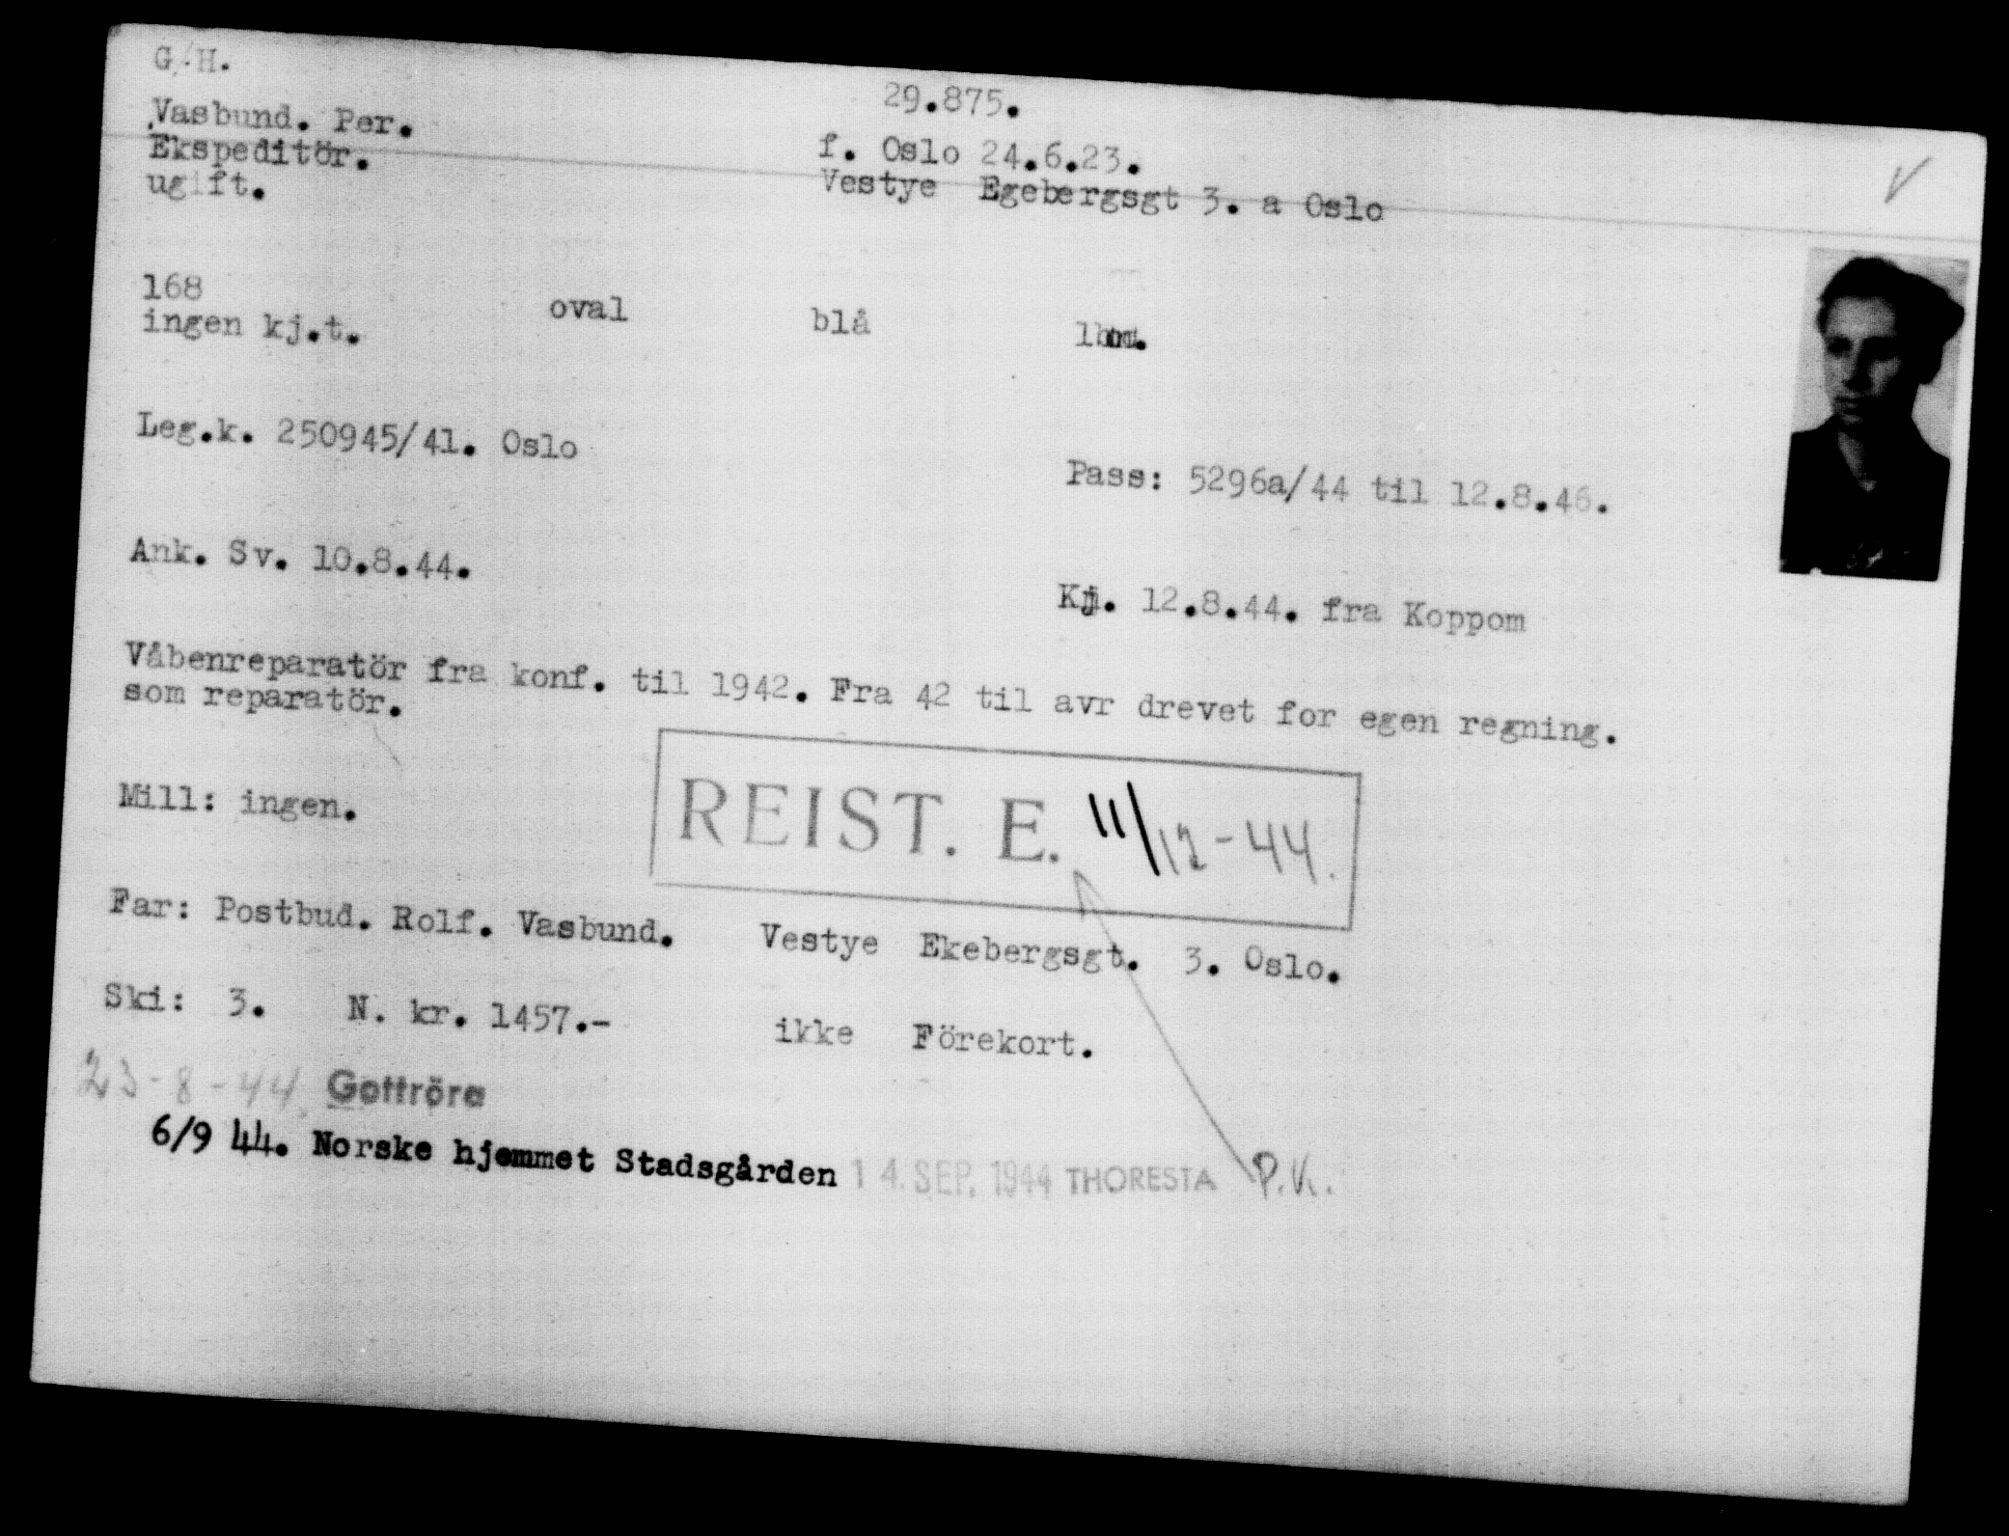 G/H.
29.875.
Vasbund. Per.
f. Oslo 24.6.23.
Ekspeditör.
Vestye Egebergsgt 3. a Oslo
ugift.
V
168 oval blå
ingen kj.t.
Leg.k. 250945/41. Oslo
Pass: 5296a/44 til 12.8.46.
Ank. Sv. 10.8.44.
Kj. 12.8.44. fra Koppom
Våbenreparatör fra konf. til 1942. Fra 42 til avr drevet for egen regning.
som reparatör.
Mill: ingen.
REIST. E. 11/12-44.
Far: Postbud. Rolf. Vasbund. Vestye Ekebergsgt. 3. Oslo.
Ski: 3. N. kr. 1457.- ikke Förekort.
23-8-44. Gottröra
6/9 44. Norske hjemmet Stadsgården 14. SEP. 1944 THORESTA P.K.